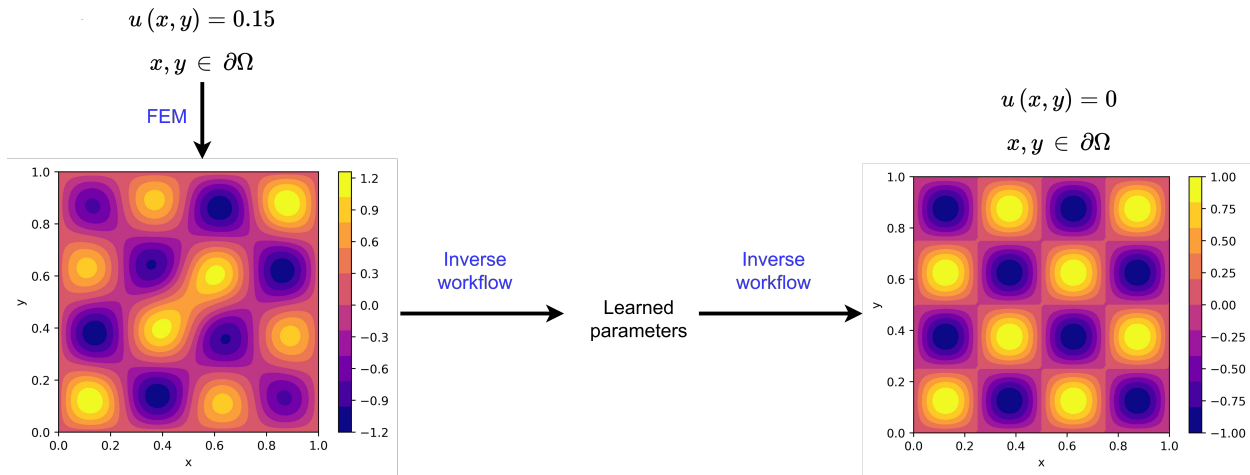 u (x, y) = 0.15
x, y ∈ ∂Ω
FEM
1.0
0.8
0.6
0.4
0.2
0.0
y
0.0 0.2 0.4 0.6 0.8 1.0
x
1.2
0.9
0.6
0.3
0.0
−0.3
−0.6
−0.9
−1.2
Inverse
workflow
Learned
parameters
Inverse
workflow
u (x, y) = 0
x, y ∈ ∂Ω
1.0
0.8
0.6
0.4
0.2
0.0
y
0.0 0.2 0.4 0.6 0.8 1.0
x
1.00
0.75
0.50
0.25
0.00
−0.25
−0.50
−0.75
−1.00